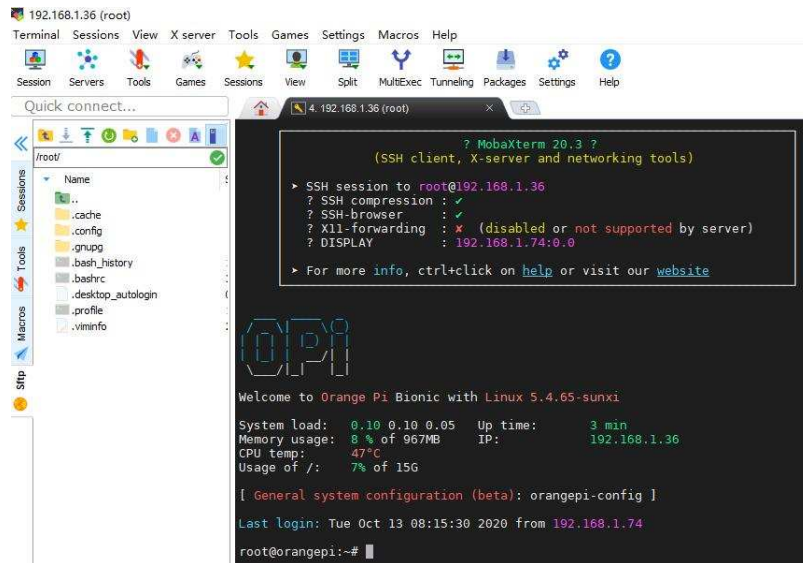 192.168.1.36 (root)
Terminal Sessions View X server Tools Games Settings Macros Help
Session Servers Tools Games Sessions View Split MultiExec Tunneling Packages Settings Help
Quick connect...
4. 192.168.1.36 (root)
/root/
Name
..
.cache
.config
.gnupg
.bash_history
.bashrc
.desktop_autologin
.profile
.viminfo
Sessions
Tools
Macros
Sftp
? MobaXterm 20.3 ?
(SSH client, X-server and networking tools)
➤ SSH session to root@192.168.1.36
? SSH compression : ✔
? SSH-browser : ✔
? X11-forwarding : ✘ (disabled or not supported by server)
? DISPLAY : 192.168.1.74:0.0
➤ For more info, ctrl+click on help or visit our website
OPi
Welcome to Orange Pi Bionic with Linux 5.4.65-sunxi
System load: 0.10 0.10 0.05 Up time: 3 min
Memory usage: 8 % of 967MB IP: 192.168.1.36
CPU temp: 47°C
Usage of /: 7% of 15G
[ General system configuration (beta): orangepi-config ]
Last login: Tue Oct 13 08:15:30 2020 from 192.168.1.74
root@orangepi:~#